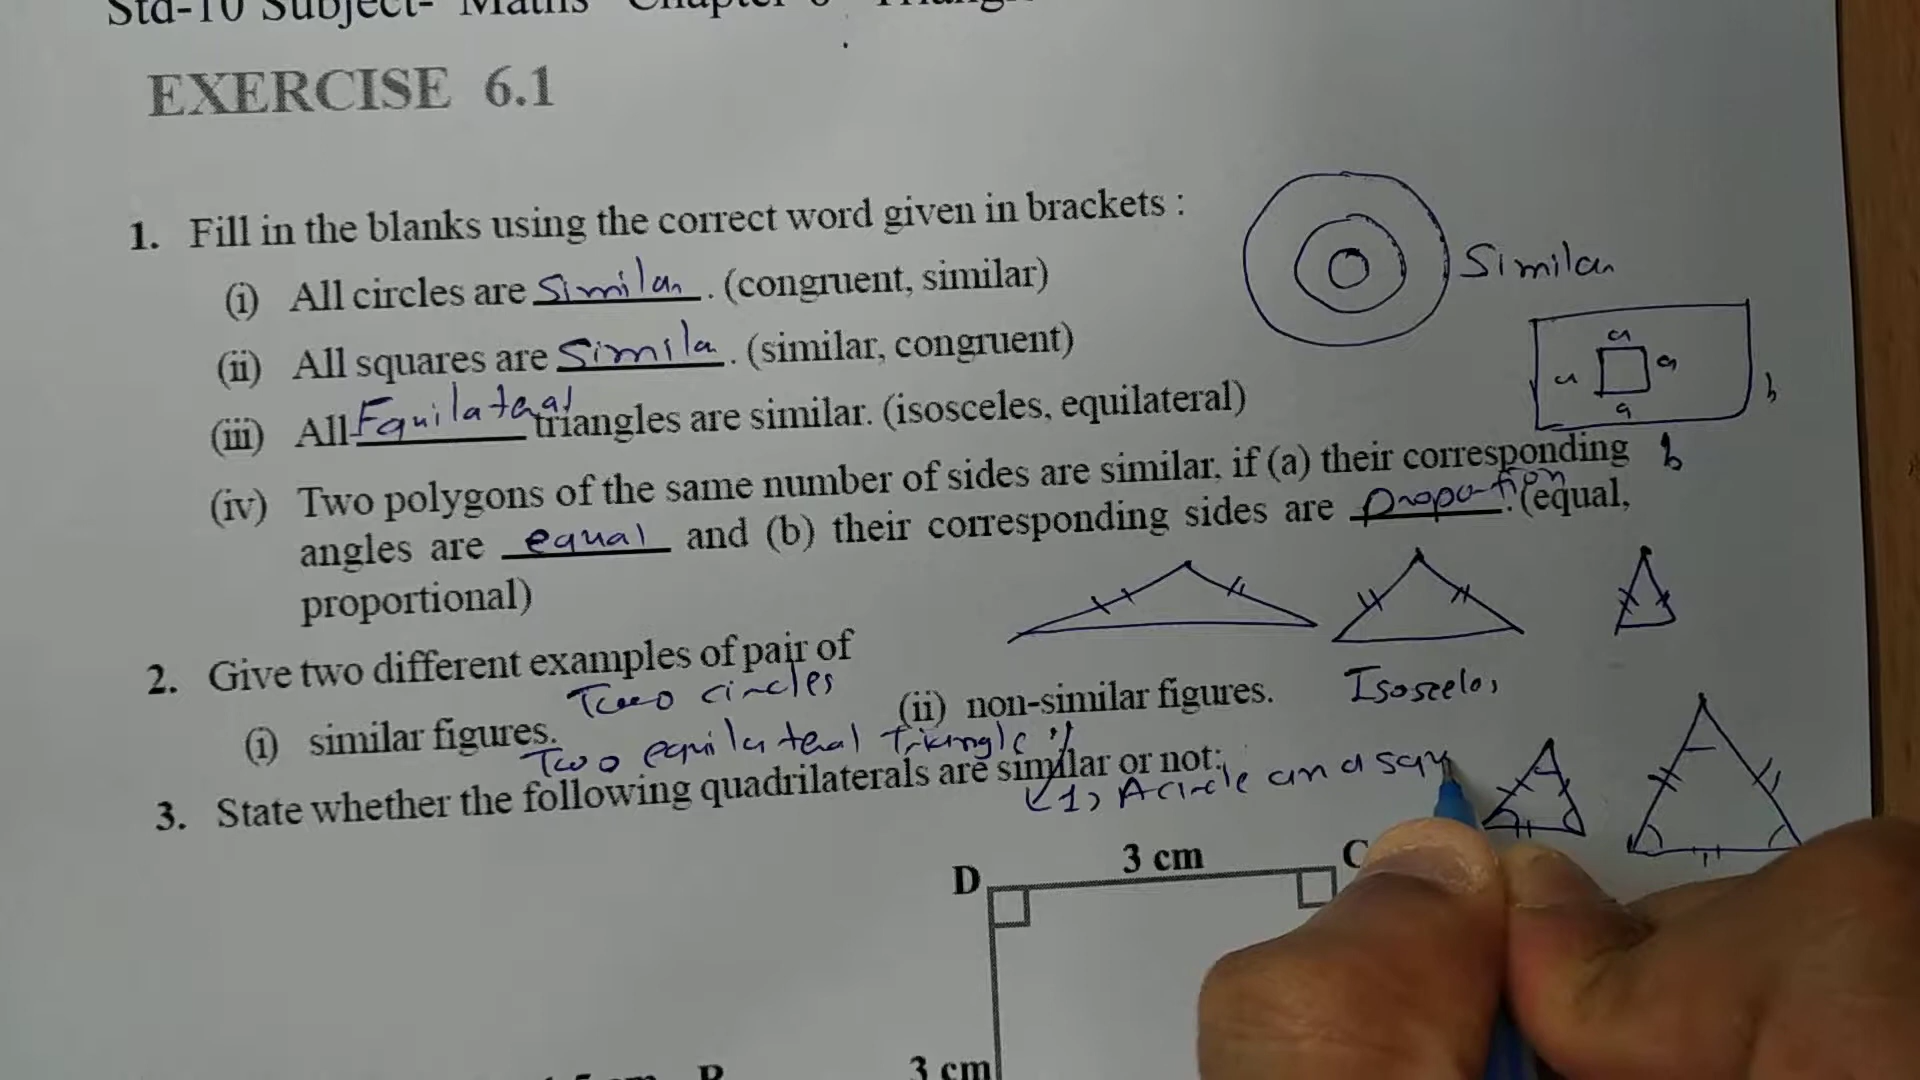 Std-10 Subject- Maths Chapter 6 Triangl
EXERCISE 6.1
1. Fill in the blanks using the correct word given in brackets :
(i) All circles are Similar. (congruent, similar)
Similar
(ii) All squares are Simila. (similar, congruent)
a
a a
a
b
(iii) All Equilateral triangles are similar. (isosceles, equilateral)
(iv) Two polygons of the same number of sides are similar, if (a) their corresponding
b
angles are equal and (b) their corresponding sides are Propotion. (equal,
proportional)
2. Give two different examples of pair of
Two circles
(i) similar figures. (ii) non-similar figures.
Isosceles
Two equilateral Triangle
3. State whether the following quadrilaterals are similar or not:
(1) A circle and a squ
D 3 cm C
3 cm